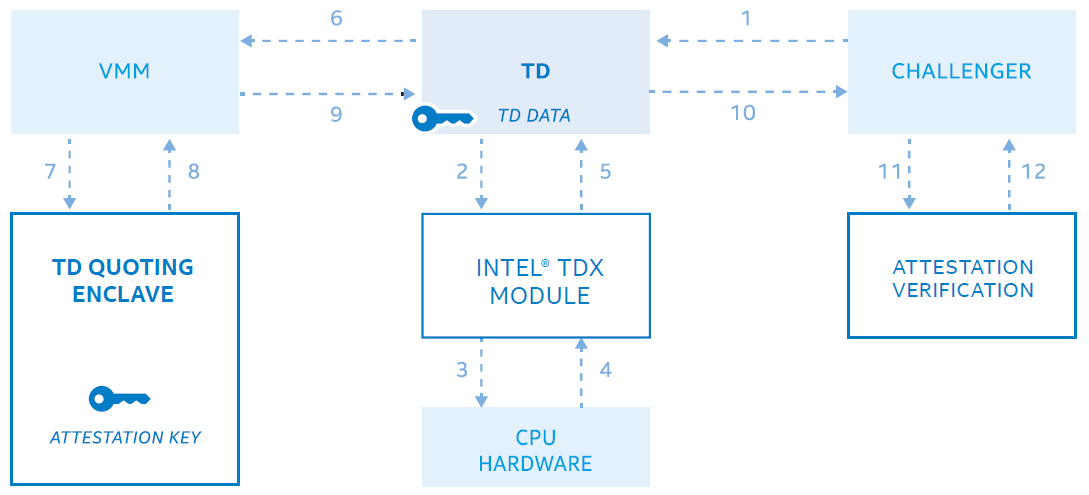 6
1
VMM
TD
CHALLENGER
9
TD DATA
10
7
8
2
5
11
12
TD QUOTING
ENCLAVE
INTEL® TDX
MODULE
ATTESTATION
VERIFICATION
3
4
ATTESTATION KEY
CPU
HARDWARE